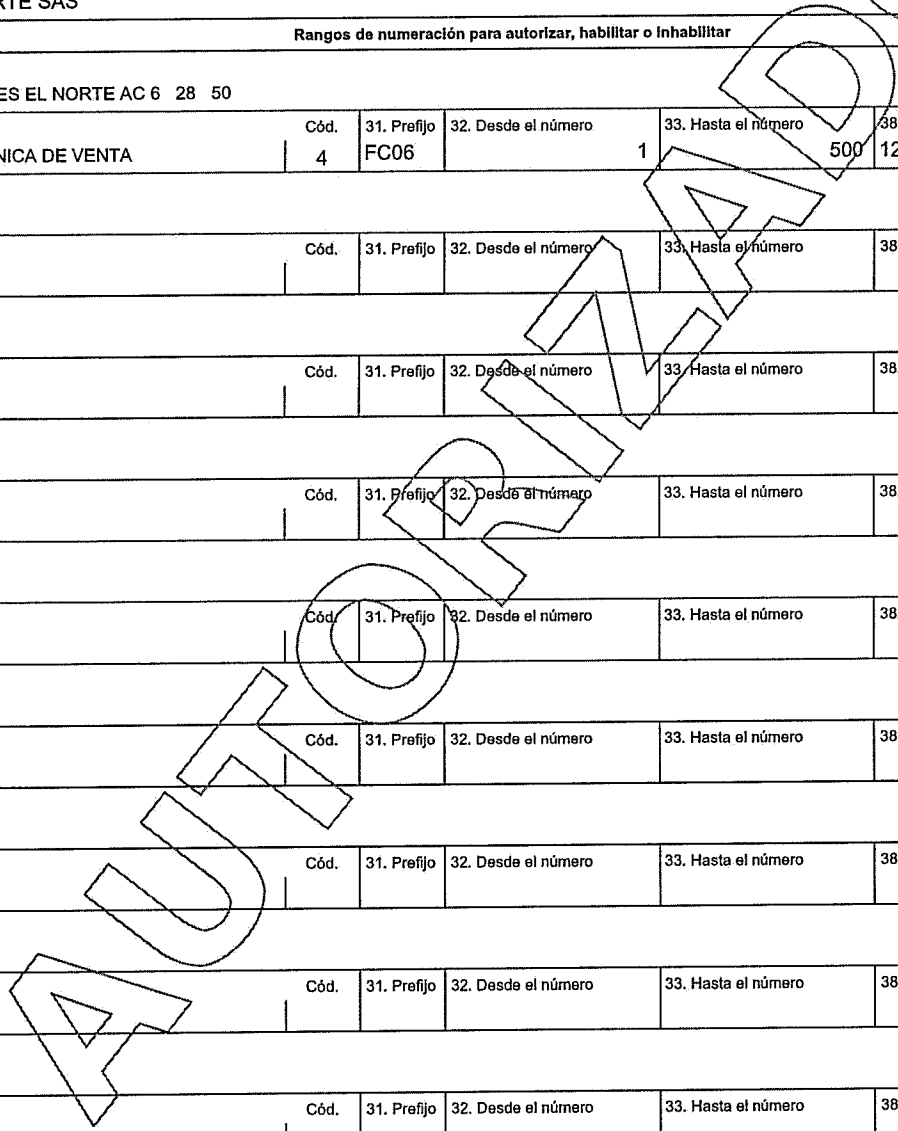 RTE SAS
Rangos de numeración para autorizar, habilitar o inhabilitar
ES EL NORTE AC 6 28 50
Cód. 31. Prefijo 32. Desde el número 33. Hasta el número 38
NICA DE VENTA 4 FC06 1 500 12
Cód. 31. Prefijo 32. Desde el número 33. Hasta el número 38
Cód. 31. Prefijo 32. Desde el número 33. Hasta el número 38.
Cód. 31. Prefijo 32. Desde el número 33. Hasta el número 38.
Cód. 31. Prefijo 32. Desde el número 33. Hasta el número 38.
Cód. 31. Prefijo 32. Desde el número 33. Hasta el número 38
Cód. 31. Prefijo 32. Desde el número 33. Hasta el número 38
Cód. 31. Prefijo 32. Desde el número 33. Hasta el número 38
Cód. 31. Prefijo 32. Desde el número 33. Hasta el número 38
AUTORIZAD